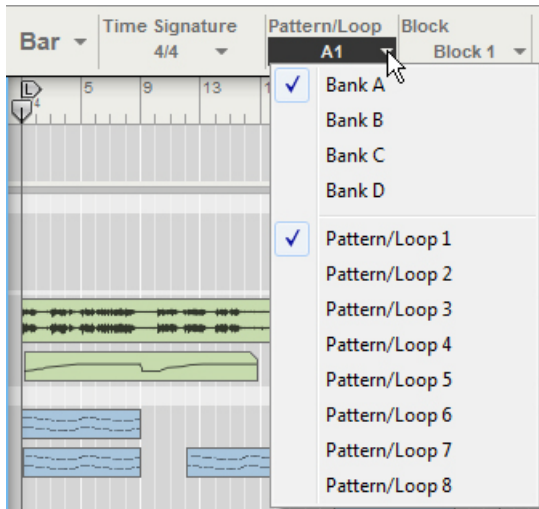 Bar
Time Signature
4/4
Pattern/Loop
A1
Block
Block 1
L
5
9
13
Bank A
Bank B
Bank C
Bank D
Pattern/Loop 1
Pattern/Loop 2
Pattern/Loop 3
Pattern/Loop 4
Pattern/Loop 5
Pattern/Loop 6
Pattern/Loop 7
Pattern/Loop 8